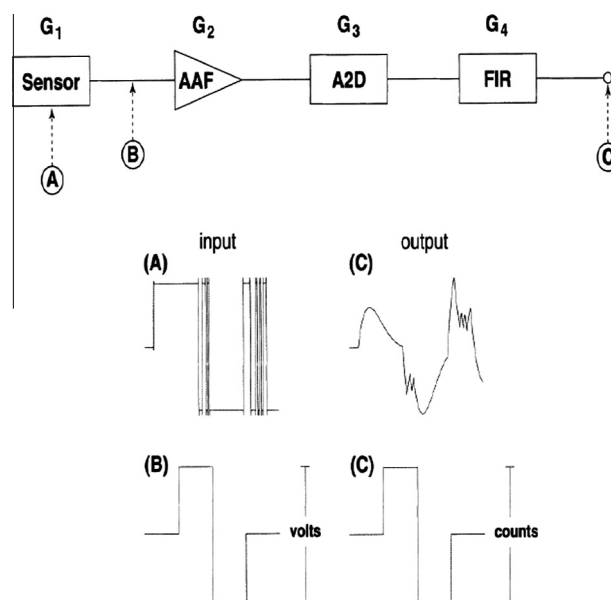 G1 G2 G3 G4
Sensor AAF A2D FIR
A B C
input output
(A) (C)
(B) (C)
volts counts